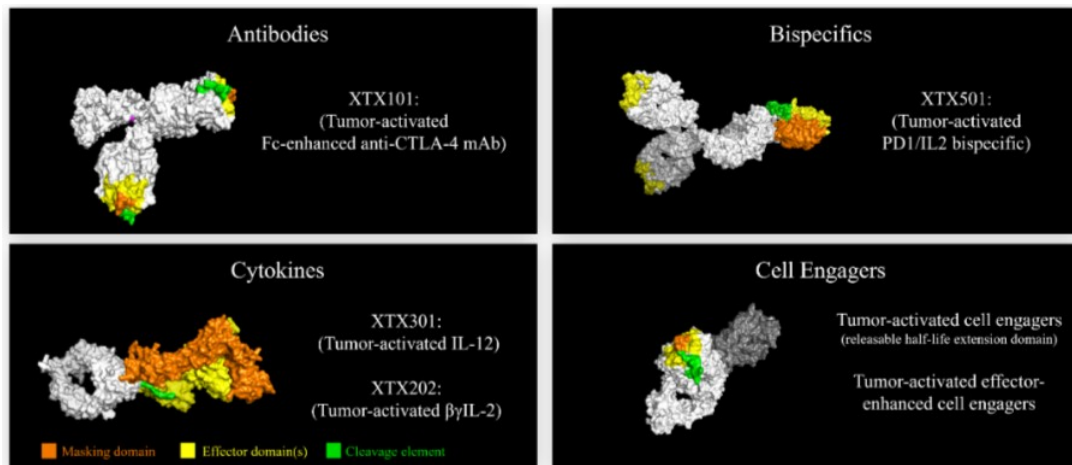 Antibodies
XTX101:
(Tumor-activated
Fc-enhanced anti-CTLA-4 mAb)
Bispecifics
XTX501:
(Tumor-activated
PD1/IL2 bispecific)
Cytokines
XTX301:
(Tumor-activated IL-12)
XTX202:
(Tumor-activated βγIL-2)
Masking domain
Effector domain(s)
Cleavage element
Cell Engagers
Tumor-activated cell engagers
(releasable half-life extension domain)
Tumor-activated effector-
enhanced cell engagers